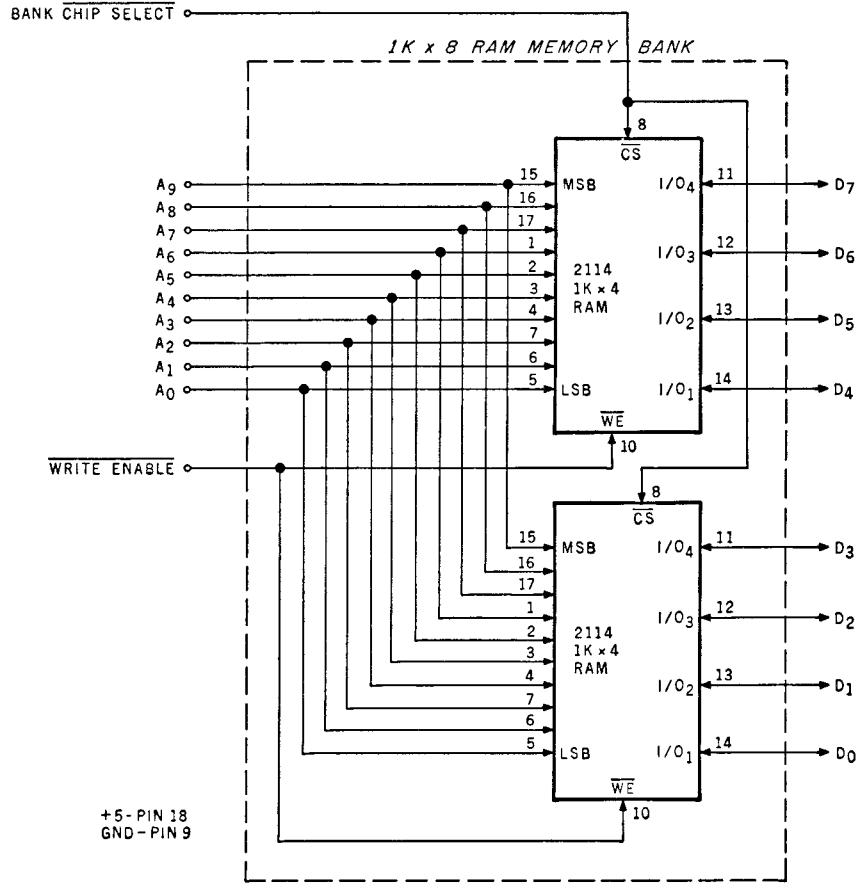 BANK CHIP SELECT
1K x 8 RAM MEMORY BANK
8
CS
A9 15 MSB I/O4 11 D7
A8 16
A7 17
A6 1 I/O3 12 D6
A5 2 2114
A4 3 1K x 4
A3 4 RAM I/O2 13 D5
A2 7
A1 6
A0 5 LSB I/O1 14 D4
WE
10
WRITE ENABLE
8
CS
15 MSB I/O4 11 D3
16
17
1 I/O3 12 D2
2 2114
3 1K x 4
4 RAM I/O2 13 D1
7
6
5 LSB I/O1 14 D0
WE
10
+5-PIN 18
GND-PIN 9